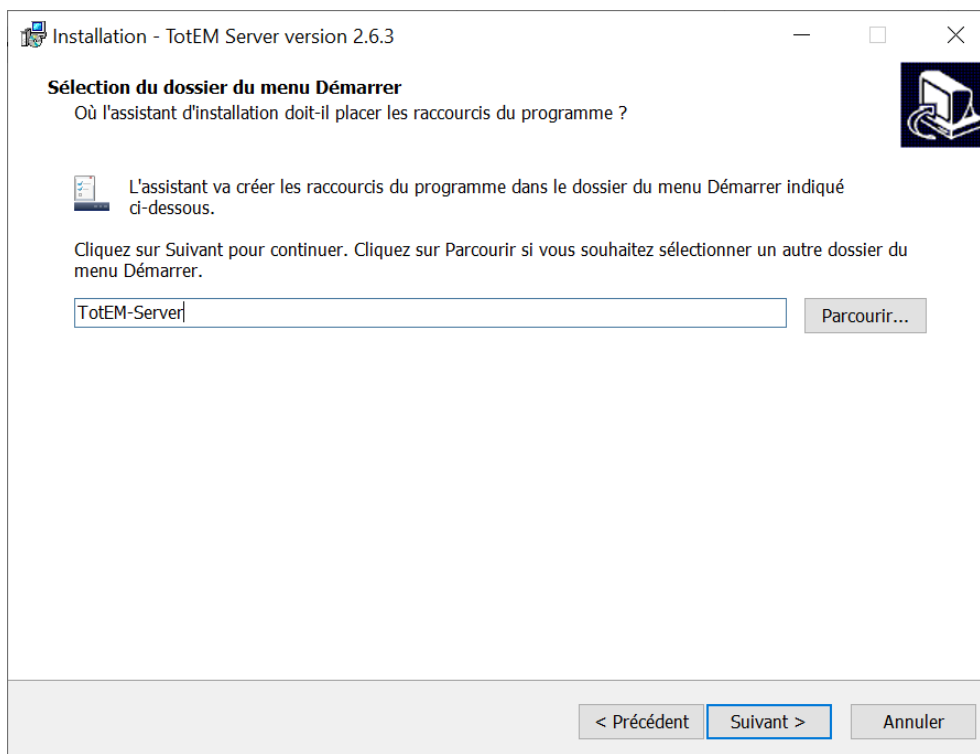 Installation - TotEM Server version 2.6.3
Sélection du dossier du menu Démarrer
Où l'assistant d'installation doit-il placer les raccourcis du programme ?
L'assistant va créer les raccourcis du programme dans le dossier du menu Démarrer indiqué
ci-dessous.
Cliquez sur Suivant pour continuer. Cliquez sur Parcourir si vous souhaitez sélectionner un autre dossier du
menu Démarrer.
TotEM-Server
Parcourir...
< Précédent
Suivant >
Annuler